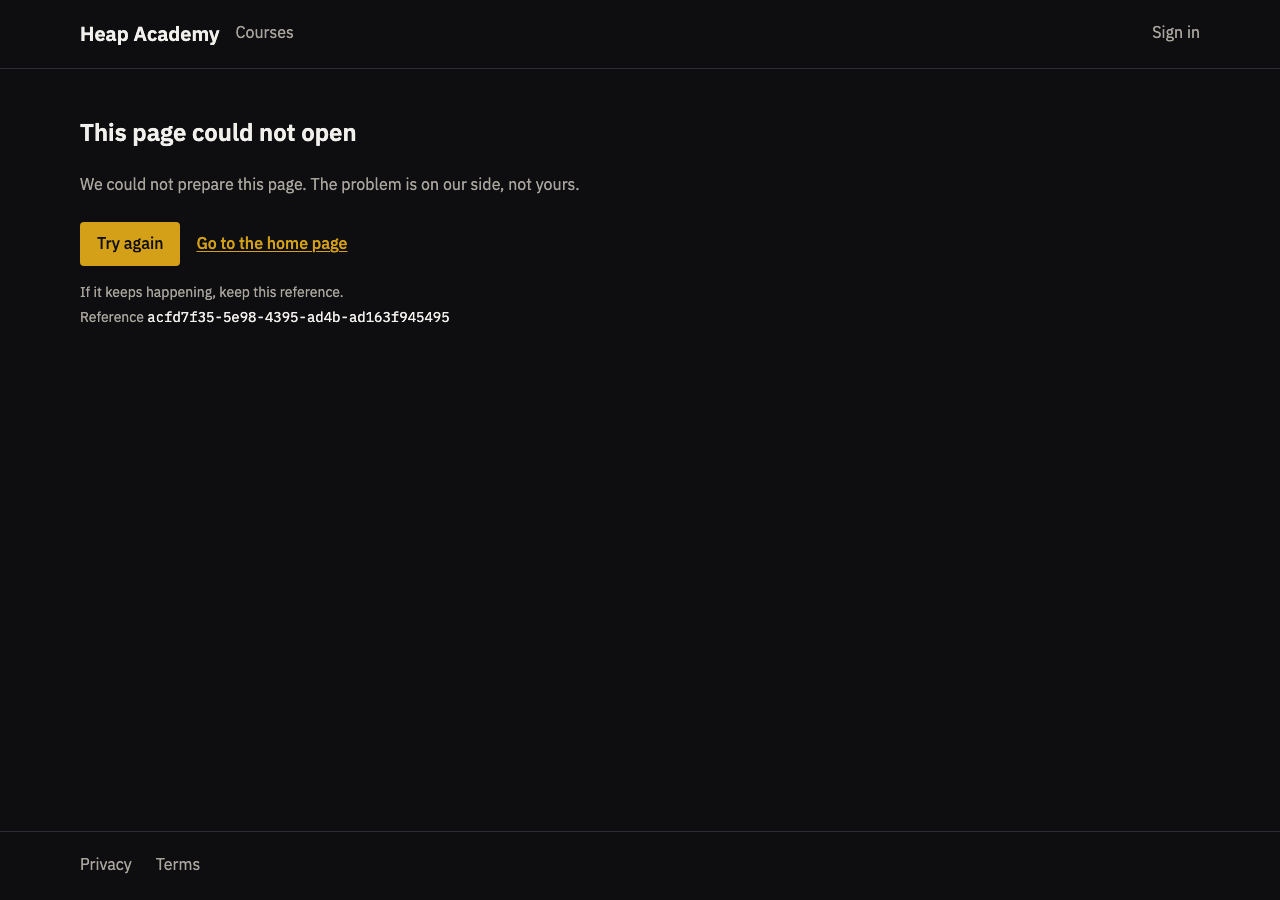 Heap Academy Courses Sign in
This page could not open
We could not prepare this page. The problem is on our side, not yours.
Try again Go to the home page
If it keeps happening, keep this reference.
Reference acfd7f35-5e98-4395-ad4b-ad163f945495
Privacy Terms